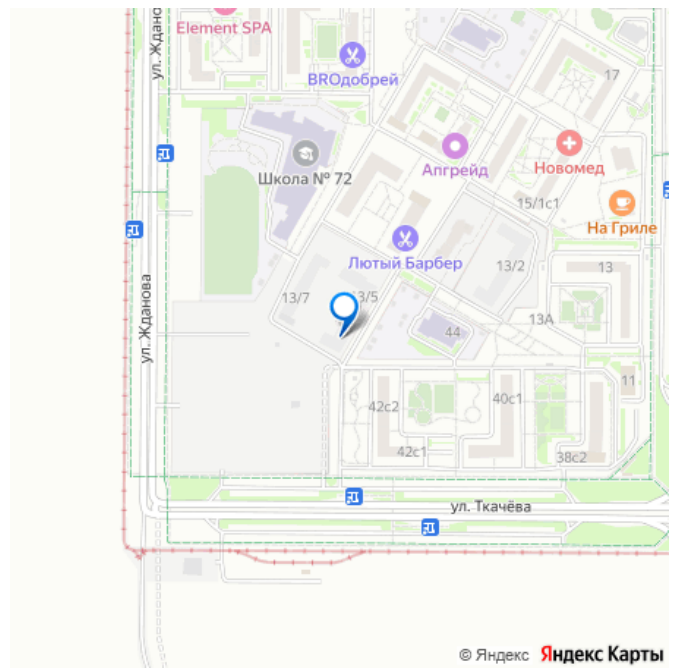 Element SPA
ул. Жданова
BROдобрей
17
Школа № 72
Апгрейд
Новомед
15/1с1
На Гриле
Лютый Барбер
13/2
13
13/7
13/5
13А
ул. Жданова
44
11
42с2
40с1
42с1
38с2
ул. Ткачёва
© Яндекс Яндекс Карты